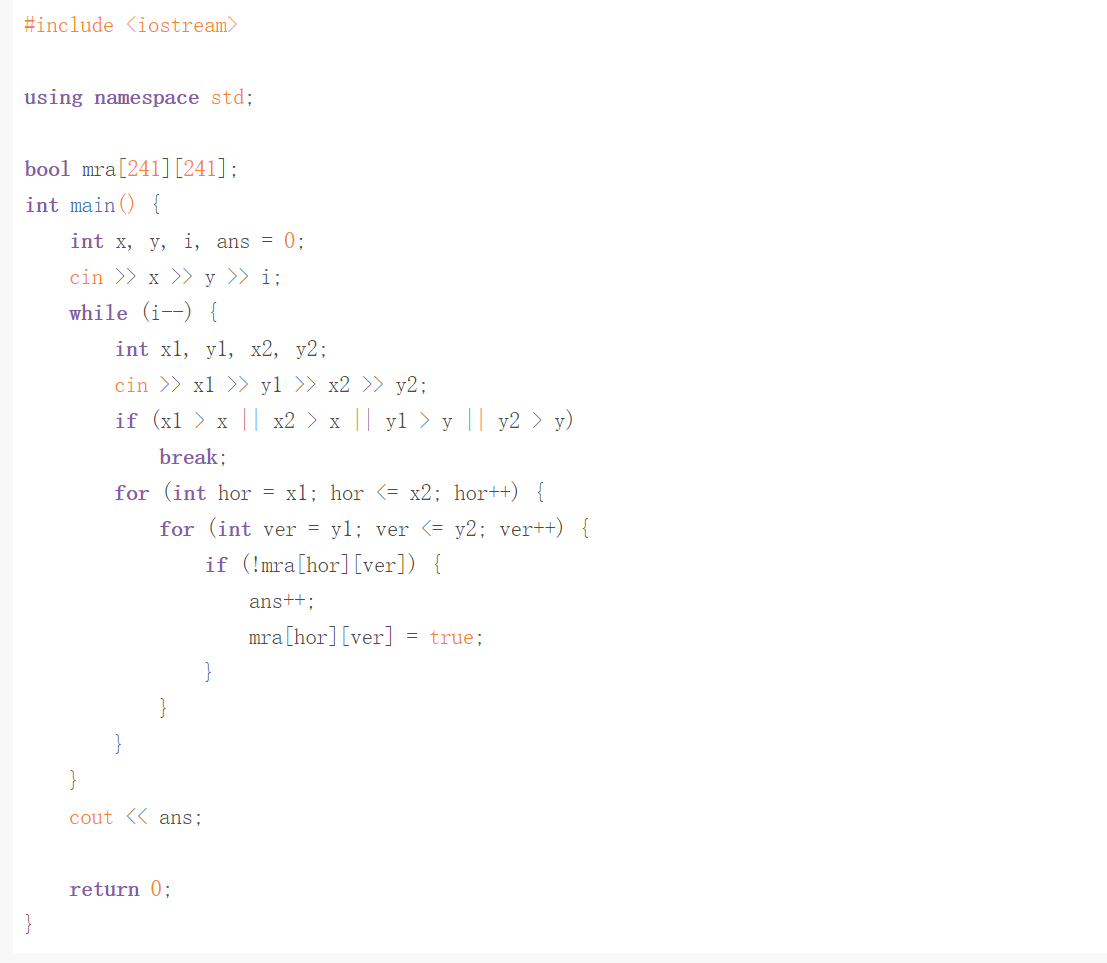 #include <iostream>
using namespace std;
bool mra[241][241];
int main() {
    int x, y, i, ans = 0;
    cin >> x >> y >> i;
    while (i--) {
        int x1, y1, x2, y2;
        cin >> x1 >> y1 >> x2 >> y2;
        if (x1 > x || x2 > x || y1 > y || y2 > y)
            break;
        for (int hor = x1; hor <= x2; hor++) {
            for (int ver = y1; ver <= y2; ver++) {
                if (!mra[hor][ver]) {
                    ans++;
                    mra[hor][ver] = true;
                }
            }
        }
    }
    cout << ans;
    return 0;
}